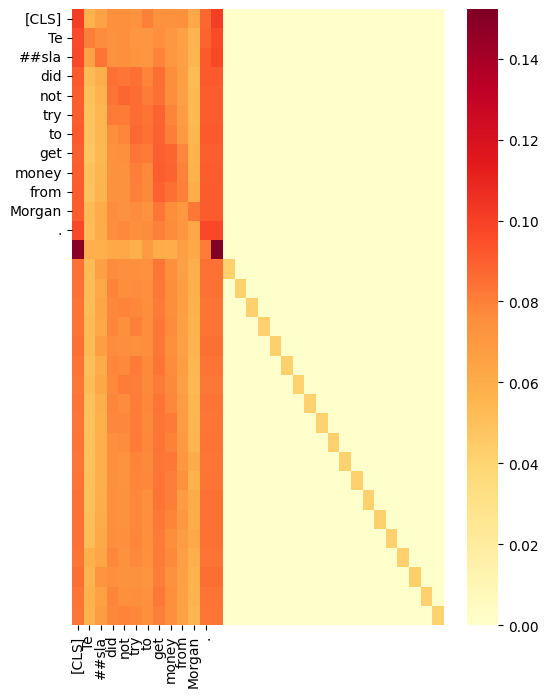 [CLS]
Te
##sla
did
not
try
to
get
money
from
Morgan
.
0.14
0.12
0.10
0.08
0.06
0.04
0.02
0.00
[CLS]
Te
##sla
did
not
try
to
get
money
from
Morgan
.